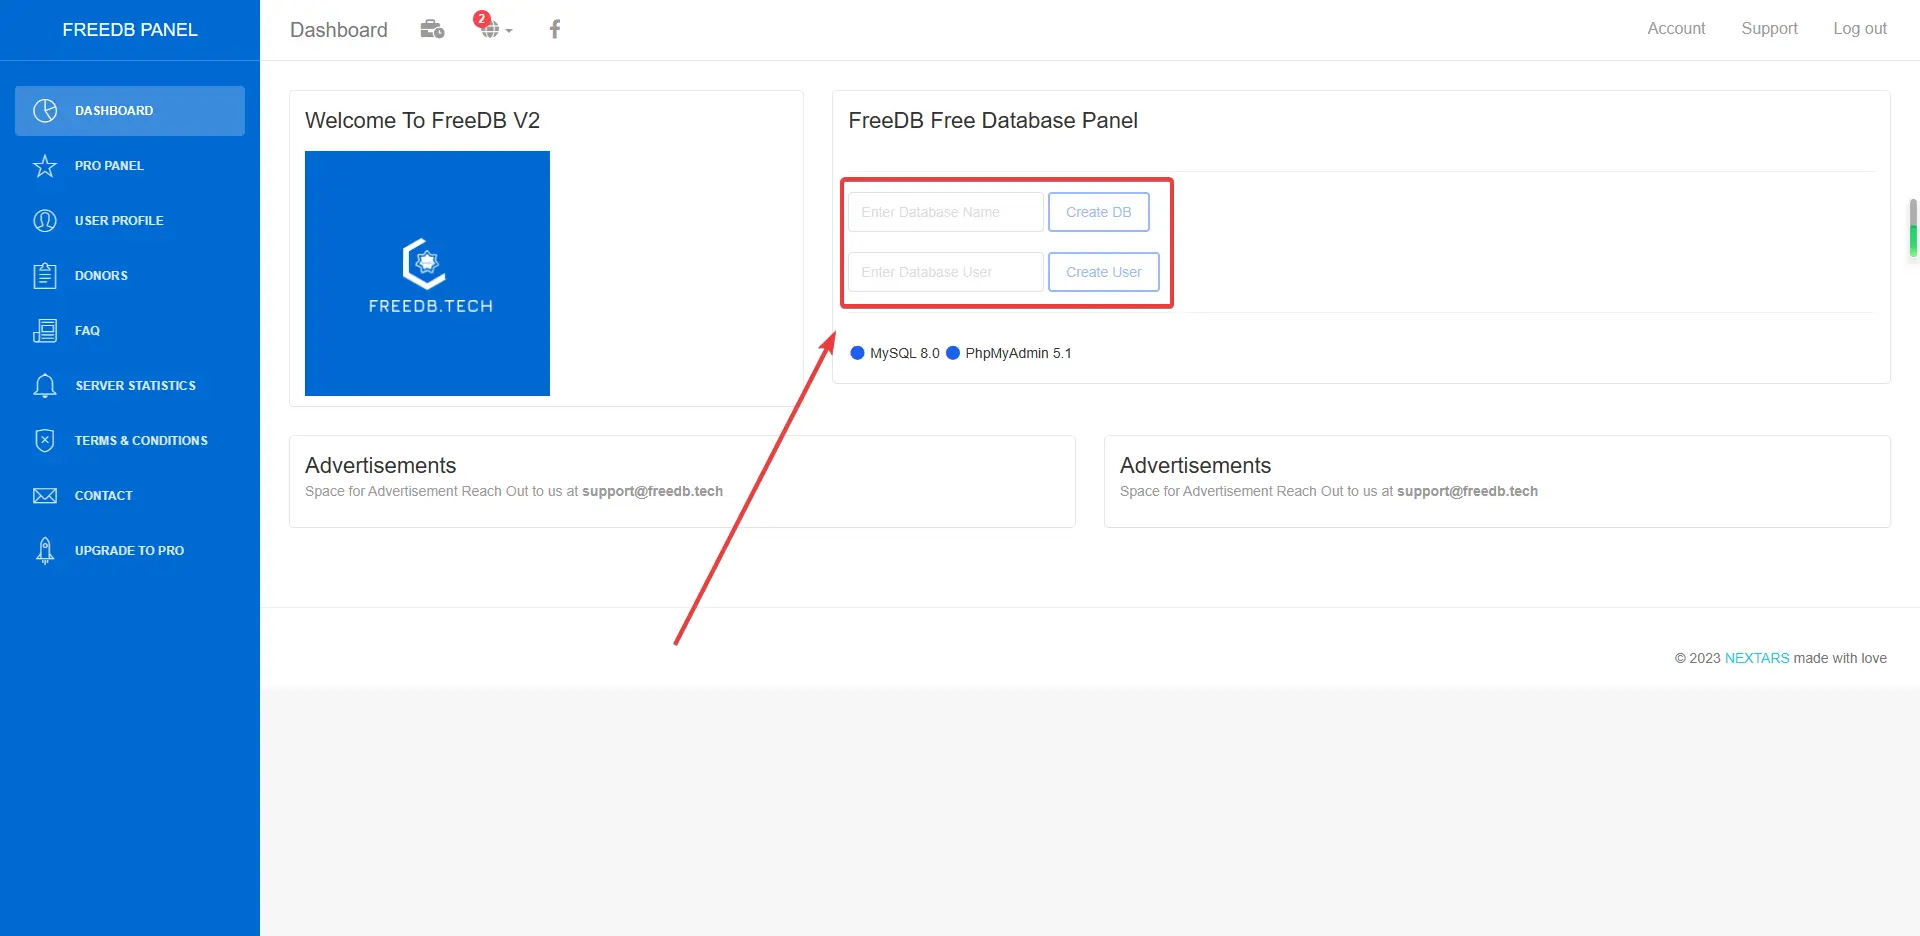 FREEDB PANEL
Dashboard
2
Account
Support
Log out
DASHBOARD
PRO PANEL
USER PROFILE
DONORS
FAQ
SERVER STATISTICS
TERMS & CONDITIONS
CONTACT
UPGRADE TO PRO
Welcome To FreeDB V2
FREEDB.TECH
FreeDB Free Database Panel
Enter Database Name
Create DB
Enter Database User
Create User
MySQL 8.0 PhpMyAdmin 5.1
Advertisements
Space for Advertisement Reach Out to us at support@freedb.tech
Advertisements
Space for Advertisement Reach Out to us at support@freedb.tech
© 2023 NEXTARS made with love